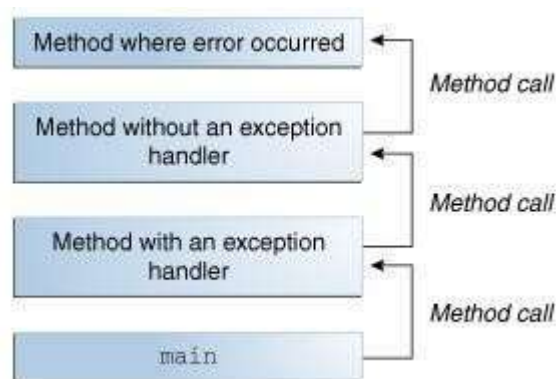 Method where error occurred
Method call
Method without an exception
handler
Method call
Method with an exception
handler
Method call
main